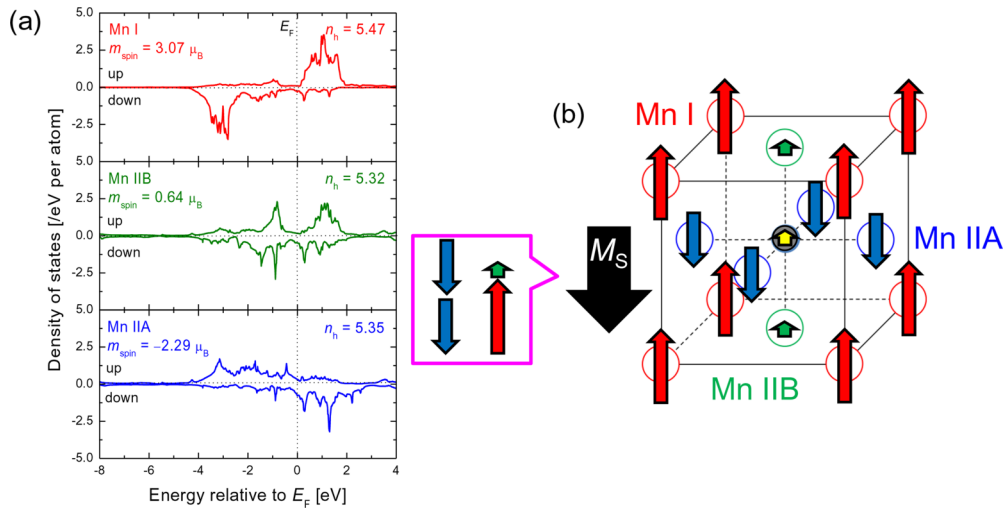 (a)
Density of states [/eV per atom]
5.0
2.5
0.0
-2.5
5.0
2.5
0.0
-2.5
5.0
2.5
0.0
-2.5
5.0
E_F
Mn I
n_h = 5.47
m_spin = 3.07 μ_B
up
down
Mn IIB
n_h = 5.32
m_spin = 0.64 μ_B
up
down
Mn IIA
n_h = 5.35
m_spin = −2.29 μ_B
up
down
-8 -6 -4 -2 0 2 4
Energy relative to E_F [eV]
(b)
Mn I
Mn IIA
M_S
Mn IIB